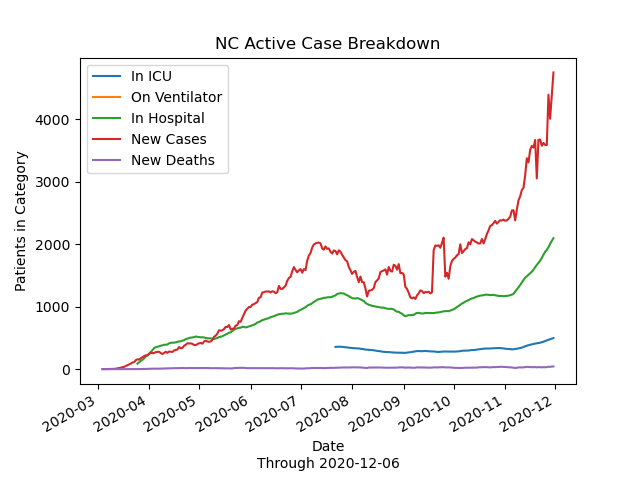 NC Active Case Breakdown
In ICU
On Ventilator
In Hospital
New Cases
New Deaths
Patients in Category
4000
3000
2000
1000
0
2020-03
2020-04
2020-05
2020-06
2020-07
2020-08
2020-09
2020-10
2020-11
2020-12
Date
Through 2020-12-06